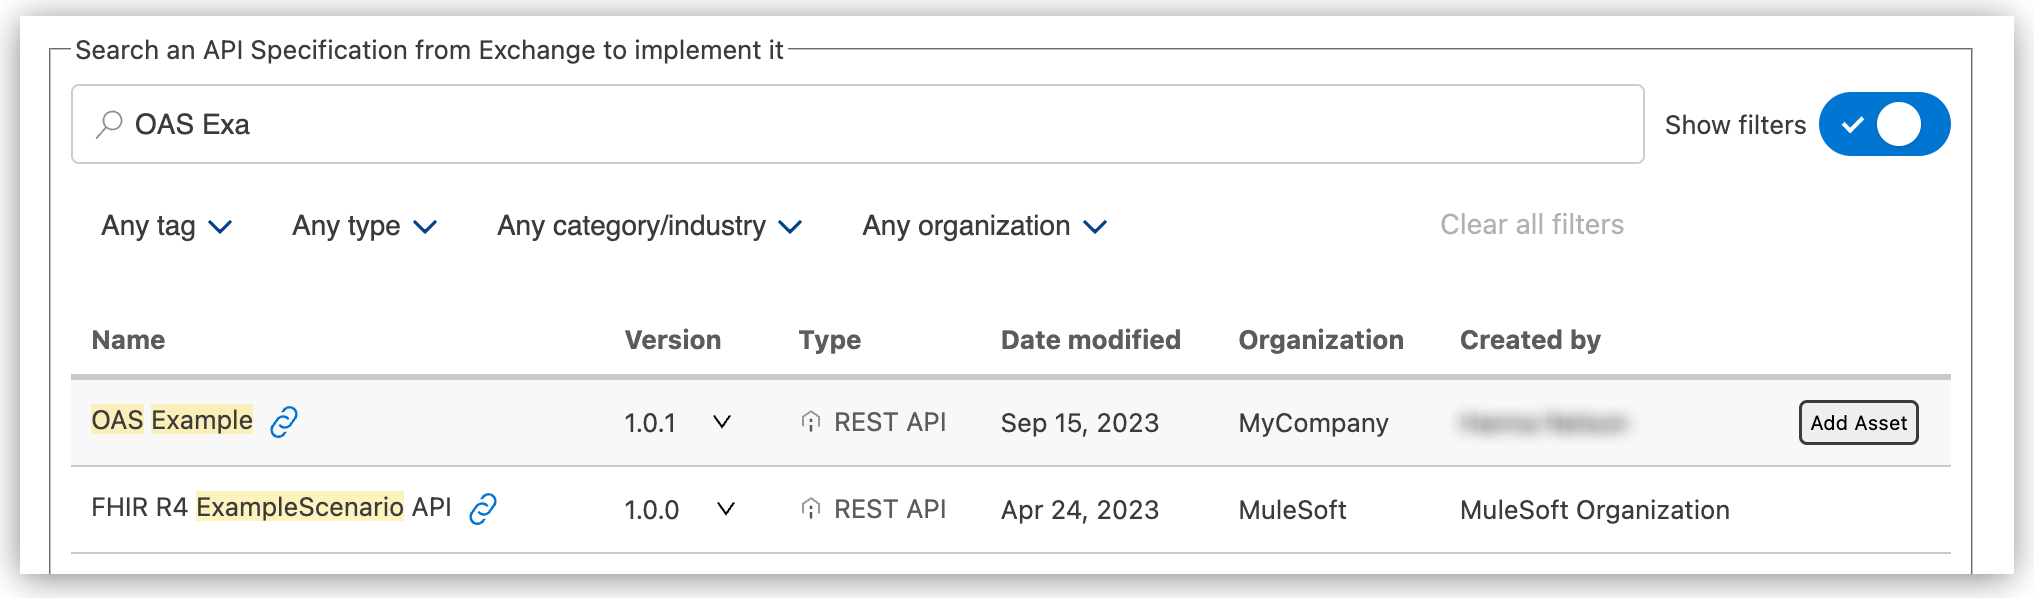 Search an API Specification from Exchange to implement it
OAS Exa
Show filters
Any tag Any type Any category/industry Any organization Clear all filters
Name Version Type Date modified Organization Created by
OAS Example 1.0.1 REST API Sep 15, 2023 MyCompany Add Asset
FHIR R4 ExampleScenario API 1.0.0 REST API Apr 24, 2023 MuleSoft MuleSoft Organization